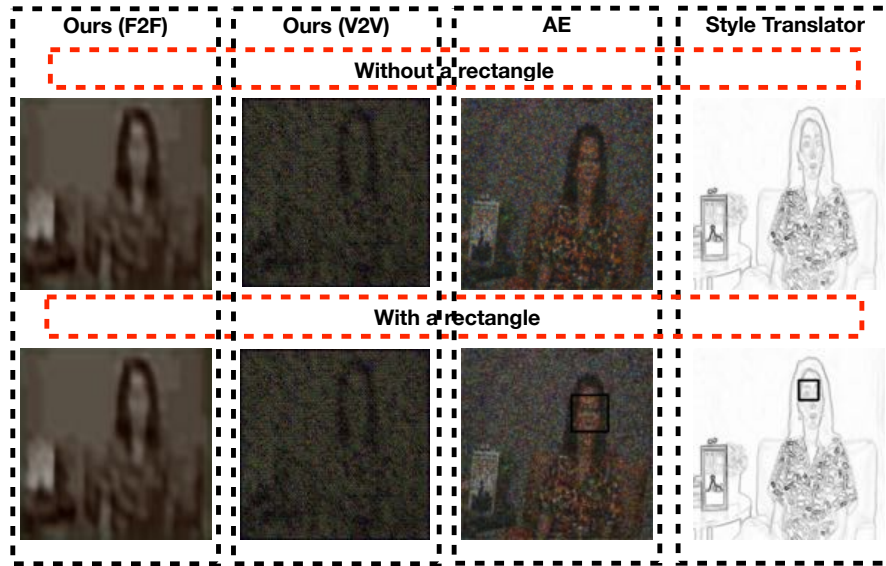 Ours (F2F) Ours (V2V) AE Style Translator
Without a rectangle
With a rectangle